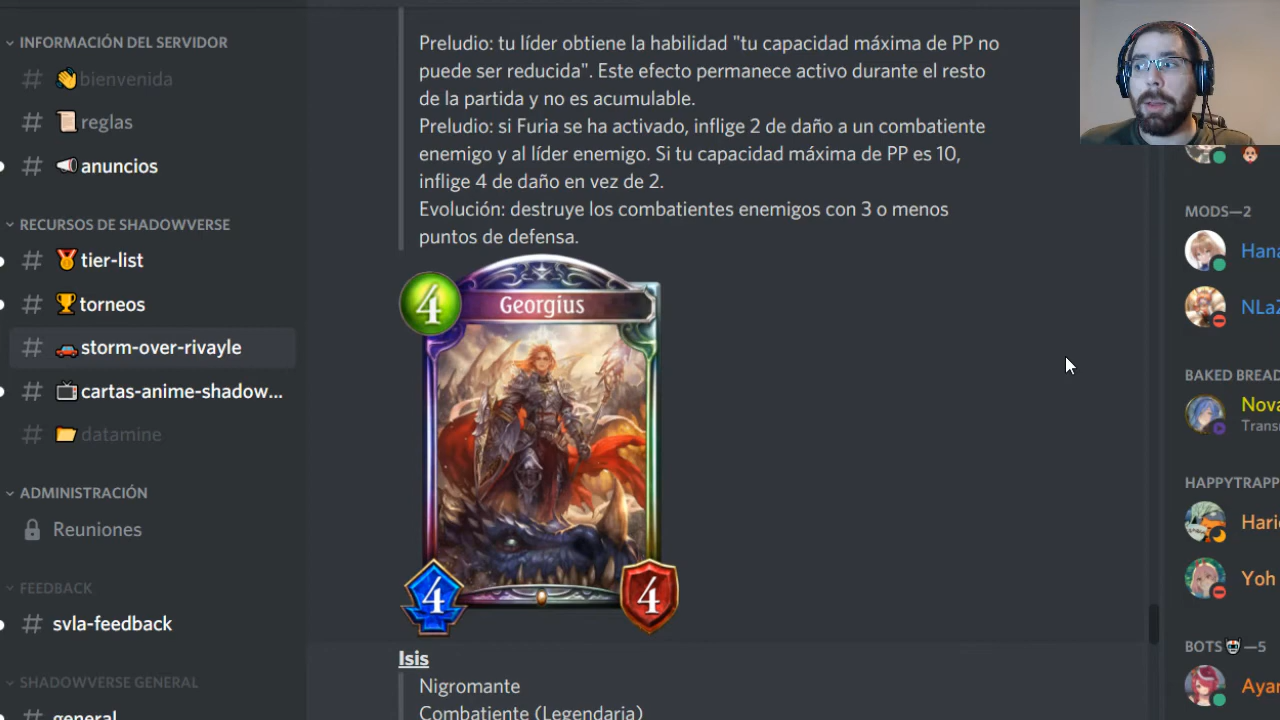 INFORMACIÓN DEL SERVIDOR
# bienvenida
# reglas
# anuncios
RECURSOS DE SHADOWVERSE
# tier-list
# torneos
# storm-over-rivayle
# cartas-anime-shadow...
# datamine
ADMINISTRACIÓN
Reuniones
FEEDBACK
# svla-feedback
SHADOWVERSE GENERAL
# general
Preludio: tu líder obtiene la habilidad "tu capacidad máxima de PP no
puede ser reducida". Este efecto permanece activo durante el resto
de la partida y no es acumulable.
Preludio: si Furia se ha activado, inflige 2 de daño a un combatiente
enemigo y al líder enemigo. Si tu capacidad máxima de PP es 10,
inflige 4 de daño en vez de 2.
Evolución: destruye los combatientes enemigos con 3 o menos
puntos de defensa.
4
Georgius
4
4
Isis
Nigromante
Combatiente (Legendaria)
MODS—2
Hana
NLaZ
BAKED BREAD
Nova
Transm
HAPPYTRAPP
Hario
Yoh
BOTS —5
Ayan